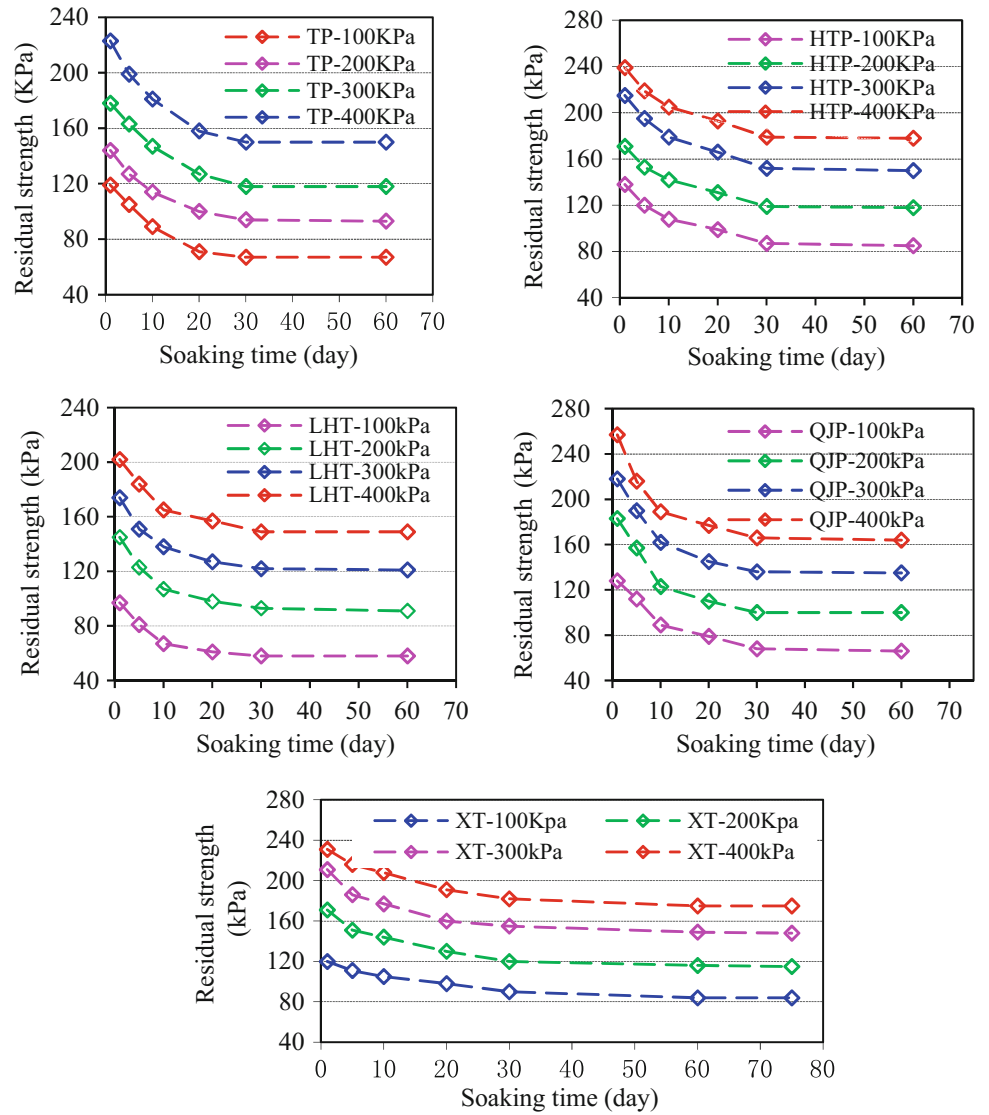 240
200
160
120
80
40
Residual strength (KPa)
TP-100KPa
TP-200KPa
TP-300KPa
TP-400KPa
0 10 20 30 40 50 60 70
Soaking time (day)
280
240
200
160
120
80
40
Residual strength (kPa)
HTP-100KPa
HTP-200KPa
HTP-300KPa
HTP-400KPa
0 10 20 30 40 50 60 70
Soaking time (day)
240
200
160
120
80
40
Residual strength (kPa)
LHT-100kPa
LHT-200kPa
LHT-300kPa
LHT-400kPa
0 10 20 30 40 50 60 70
Soaking time (day)
280
240
200
160
120
80
40
Residual strength (kPa)
QJP-100kPa
QJP-200kPa
QJP-300kPa
QJP-400kPa
0 10 20 30 40 50 60 70
Soaking time (day)
280
240
200
160
120
80
40
Residual strength
(kPa)
XT-100Kpa XT-200Kpa
XT-300kPa XT-400kPa
0 10 20 30 40 50 60 70 80
Soaking time (day)